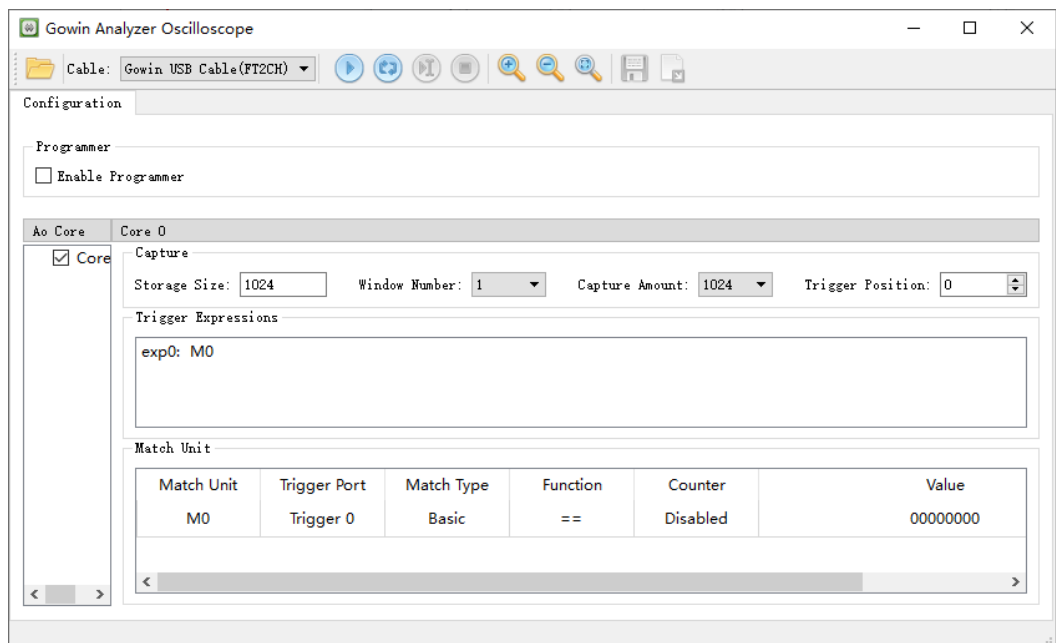 Gowin Analyzer Oscilloscope
Cable: Gowin USB Cable(FT2CH)
Configuration
Programmer
Enable Programmer
Ao Core Core 0
Core
Capture
Storage Size: 1024 Window Number: 1 Capture Amount: 1024 Trigger Position: 0
Trigger Expressions
exp0: M0
Match Unit
Match Unit Trigger Port Match Type Function Counter Value
M0 Trigger 0 Basic == Disabled 00000000